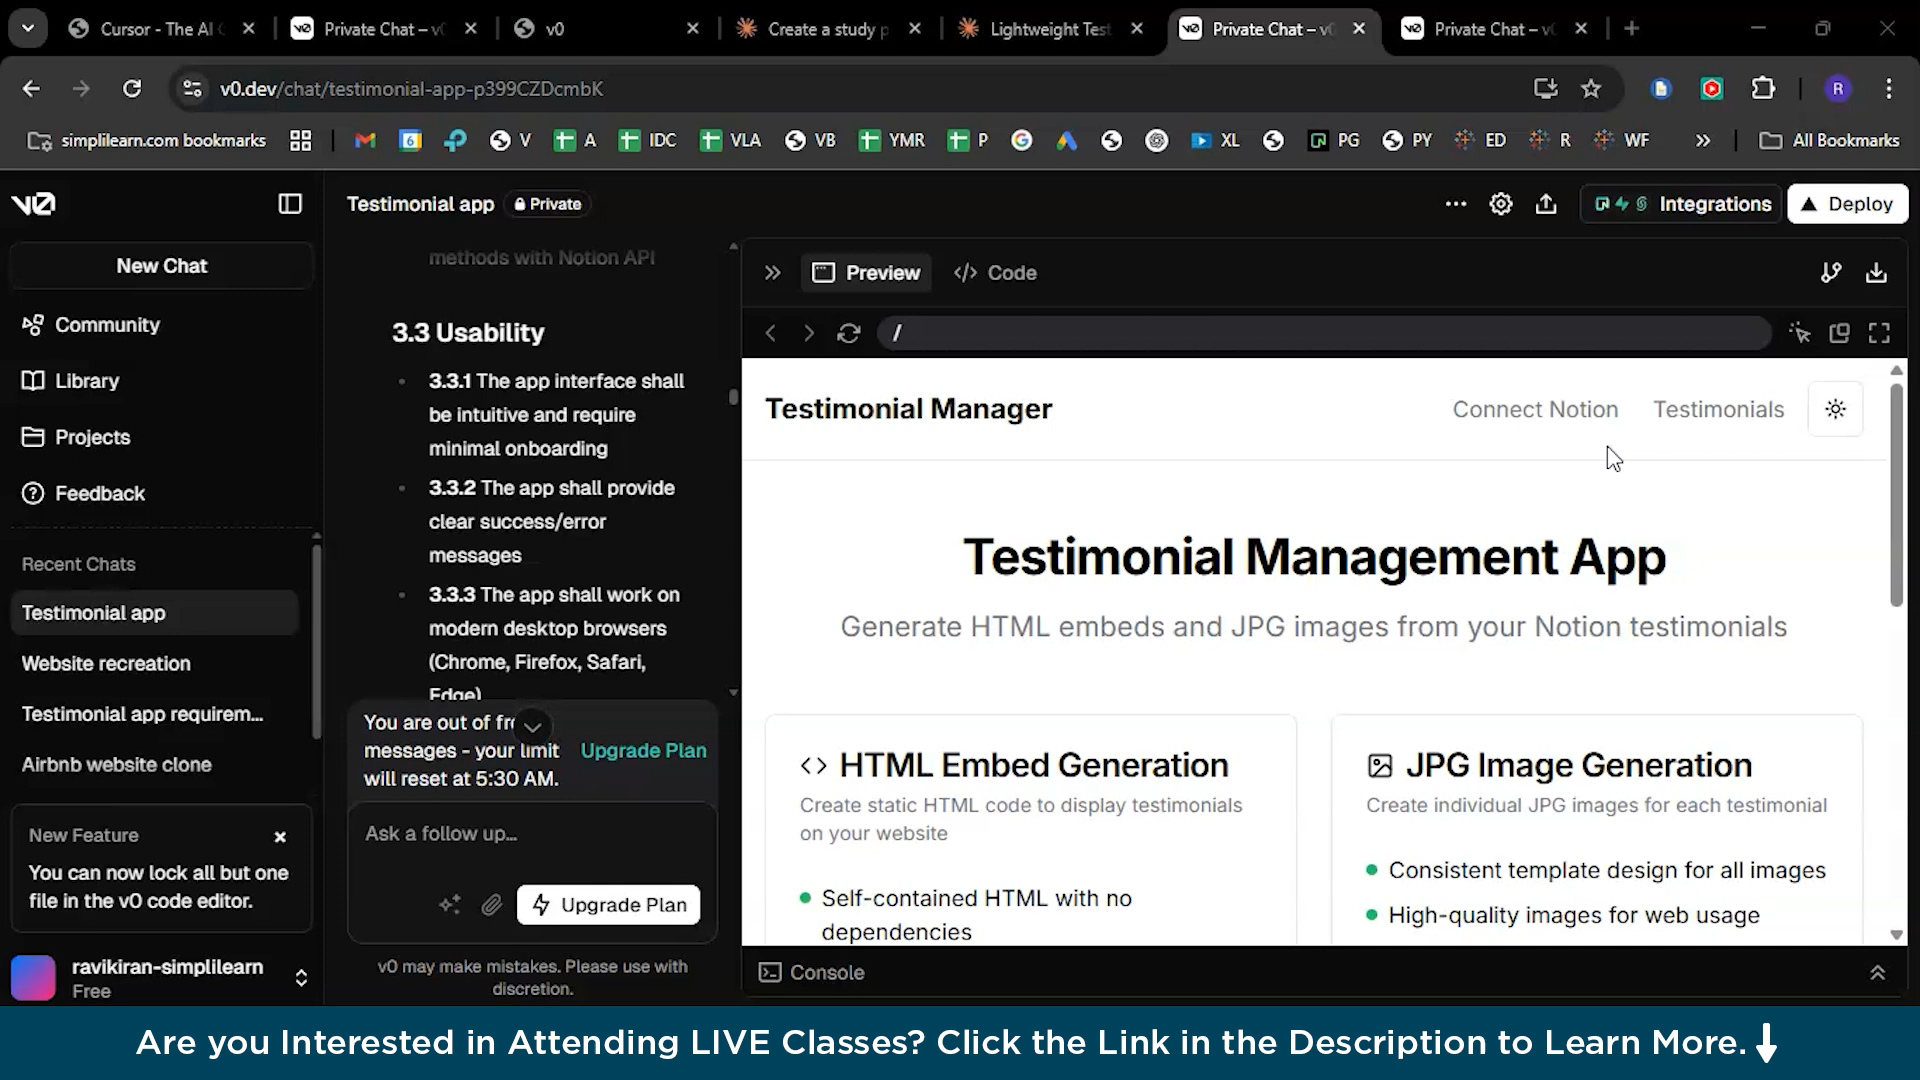 Cursor - The AI C
Private Chat – v0
v0
Create a study p
Lightweight Test
Private Chat – v0
Private Chat – v0
v0.dev/chat/testimonial-app-p399CZDcmbK
R
simplilearn.com bookmarks
6
V
A
IDC
VLA
VB
YMR
P
XL
PG
PY
ED
R
WF
All Bookmarks
v0
Testimonial app
Private
Integrations
Deploy
New Chat
Community
Library
Projects
Feedback
Recent Chats
Testimonial app
Website recreation
Testimonial app requirem...
Airbnb website clone
New Feature
You can now lock all but one
file in the v0 code editor.
ravikiran-simplilearn
Free
methods with Notion API
3.3 Usability
3.3.1 The app interface shall
be intuitive and require
minimal onboarding
3.3.2 The app shall provide
clear success/error
messages
3.3.3 The app shall work on
modern desktop browsers
(Chrome, Firefox, Safari,
Edge)
You are out of fr
messages - your limit
will reset at 5:30 AM.
Upgrade Plan
Ask a follow up...
Upgrade Plan
v0 may make mistakes. Please use with
discretion.
Preview
Code
/
Testimonial Manager
Connect Notion
Testimonials
Testimonial Management App
Generate HTML embeds and JPG images from your Notion testimonials
HTML Embed Generation
Create static HTML code to display testimonials
on your website
Self-contained HTML with no
dependencies
JPG Image Generation
Create individual JPG images for each testimonial
Consistent template design for all images
High-quality images for web usage
Console
Are you Interested in Attending LIVE Classes? Click the Link in the Description to Learn More.